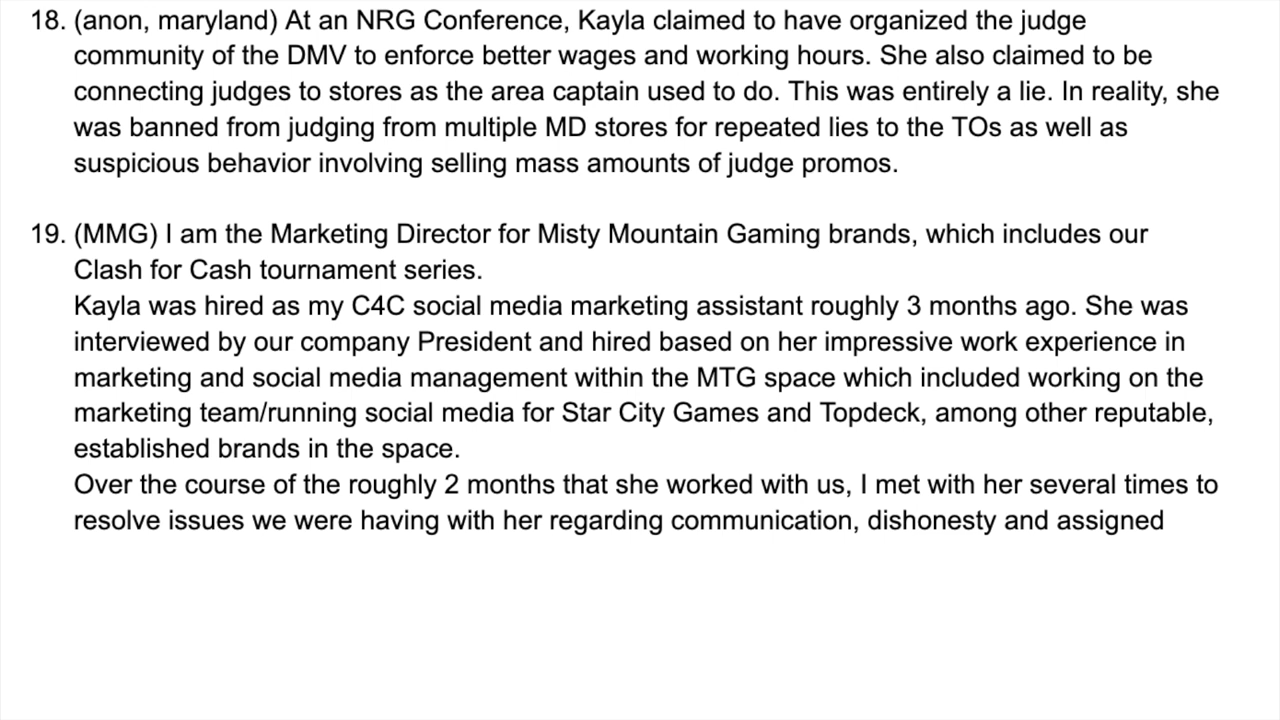 18. (anon, maryland) At an NRG Conference, Kayla claimed to have organized the judge
community of the DMV to enforce better wages and working hours. She also claimed to be
connecting judges to stores as the area captain used to do. This was entirely a lie. In reality, she
was banned from judging from multiple MD stores for repeated lies to the TOs as well as
suspicious behavior involving selling mass amounts of judge promos.
19. (MMG) I am the Marketing Director for Misty Mountain Gaming brands, which includes our
Clash for Cash tournament series.
Kayla was hired as my C4C social media marketing assistant roughly 3 months ago. She was
interviewed by our company President and hired based on her impressive work experience in
marketing and social media management within the MTG space which included working on the
marketing team/running social media for Star City Games and Topdeck, among other reputable,
established brands in the space.
Over the course of the roughly 2 months that she worked with us, I met with her several times to
resolve issues we were having with her regarding communication, dishonesty and assigned